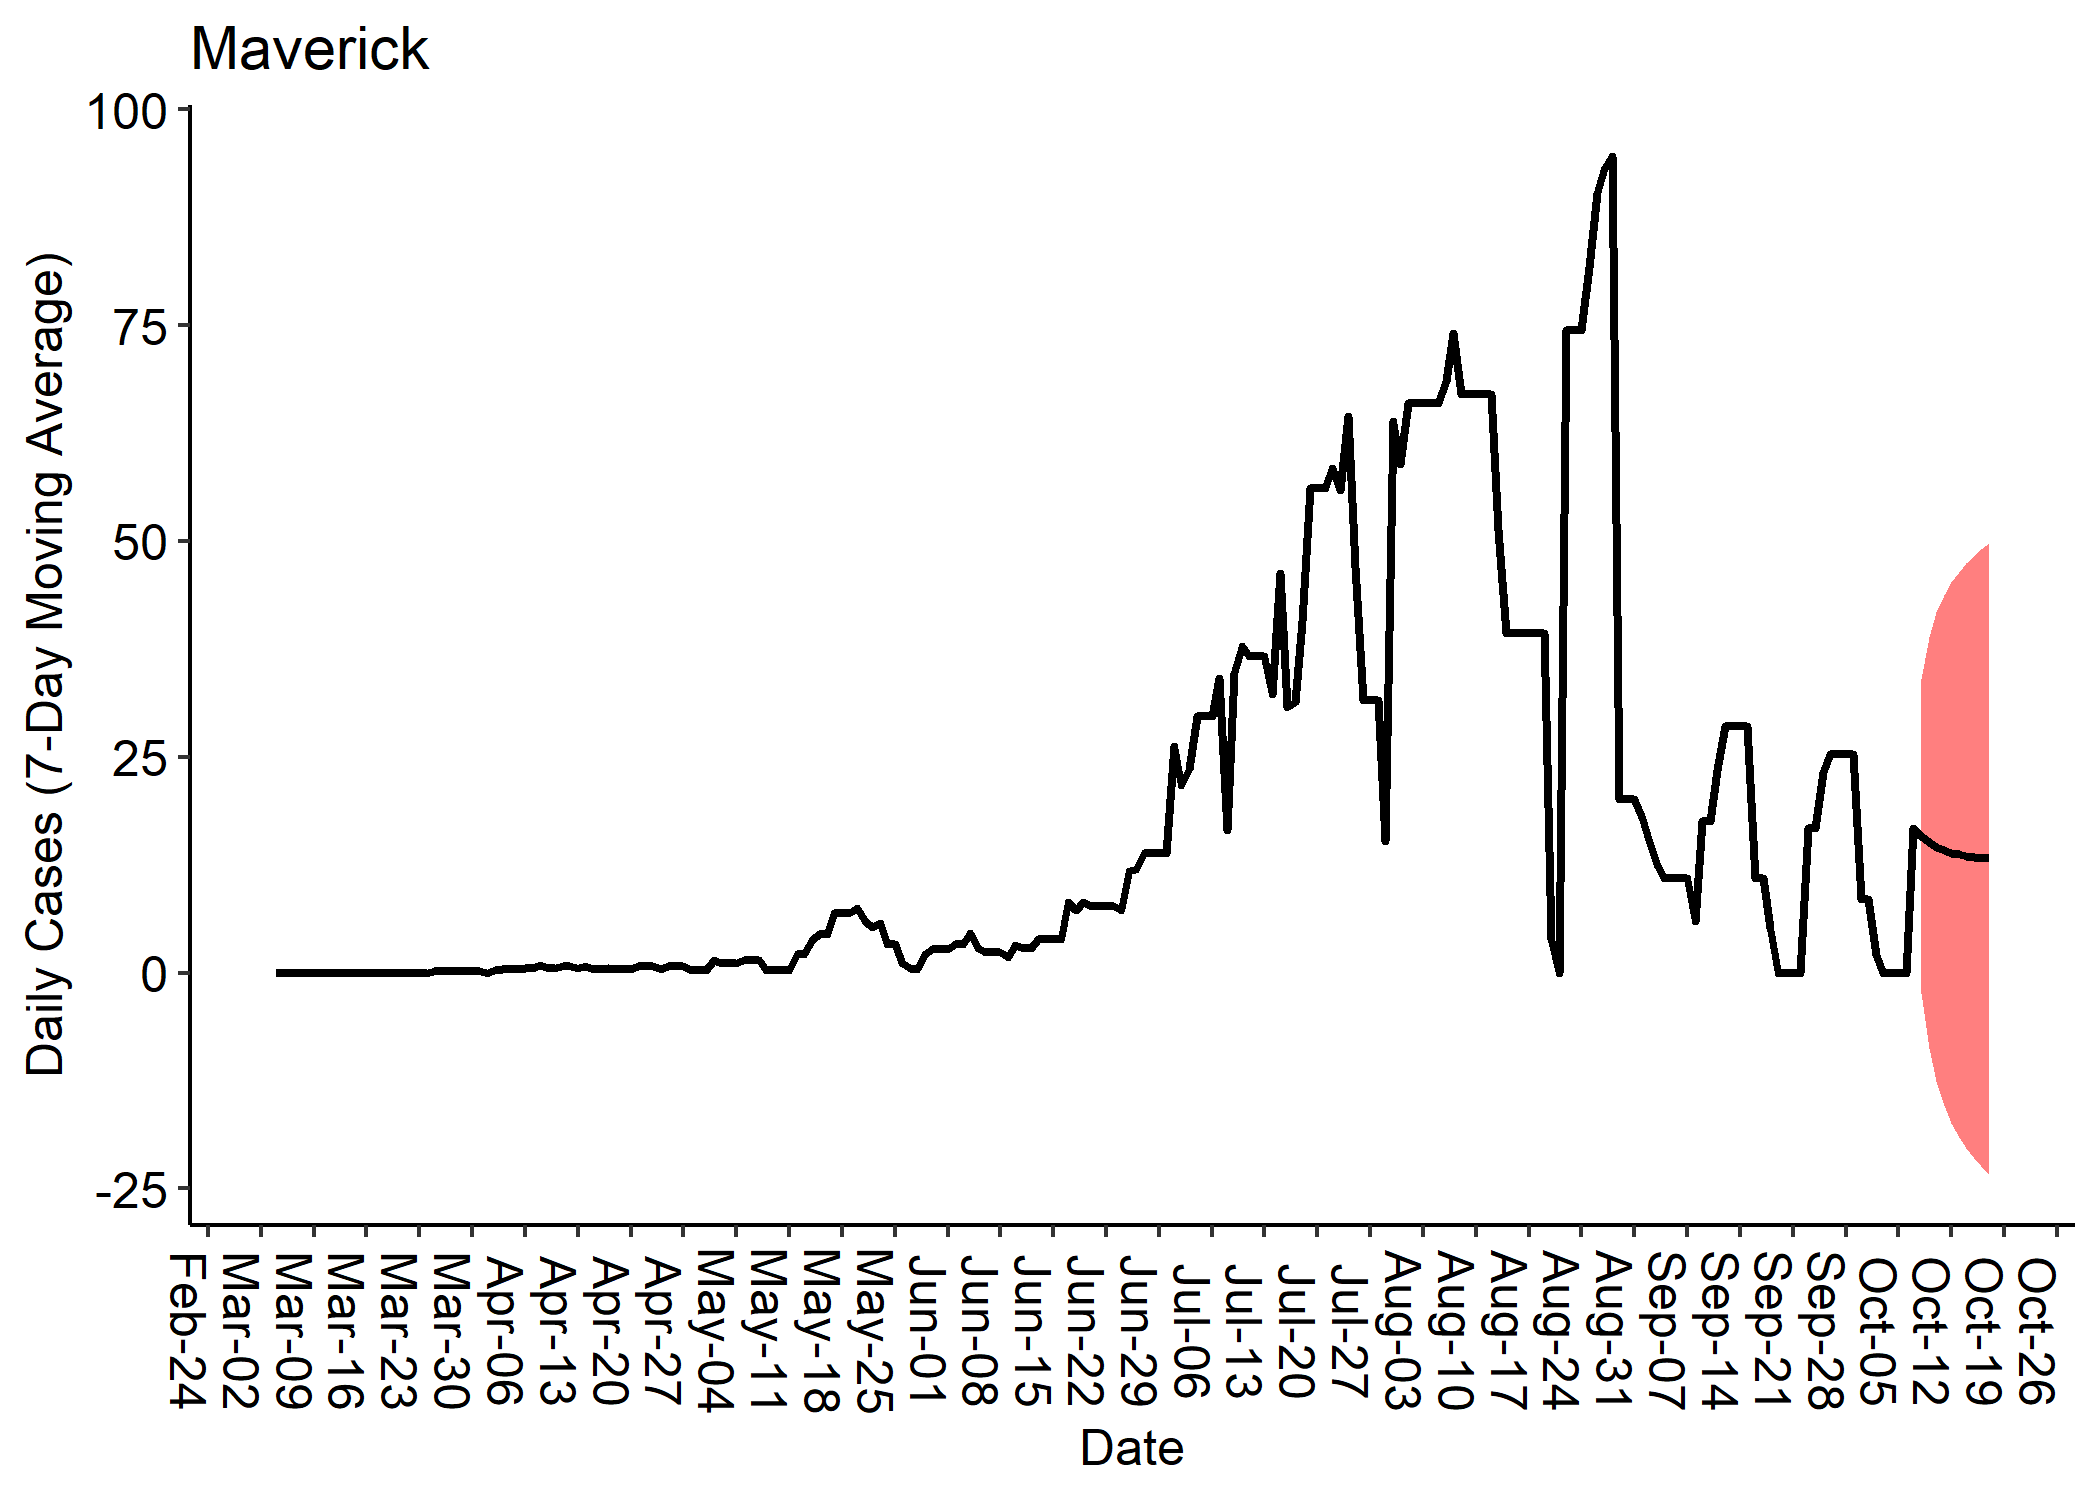 Maverick
Daily Cases (7-Day Moving Average)
100
75
50
25
0
-25
Feb-24
Mar-02
Mar-09
Mar-16
Mar-23
Mar-30
Apr-06
Apr-13
Apr-20
Apr-27
May-04
May-11
May-18
May-25
Jun-01
Jun-08
Jun-15
Jun-22
Jun-29
Jul-06
Jul-13
Jul-20
Jul-27
Aug-03
Aug-10
Aug-17
Aug-24
Aug-31
Sep-07
Sep-14
Sep-21
Sep-28
Oct-05
Oct-12
Oct-19
Oct-26
Date